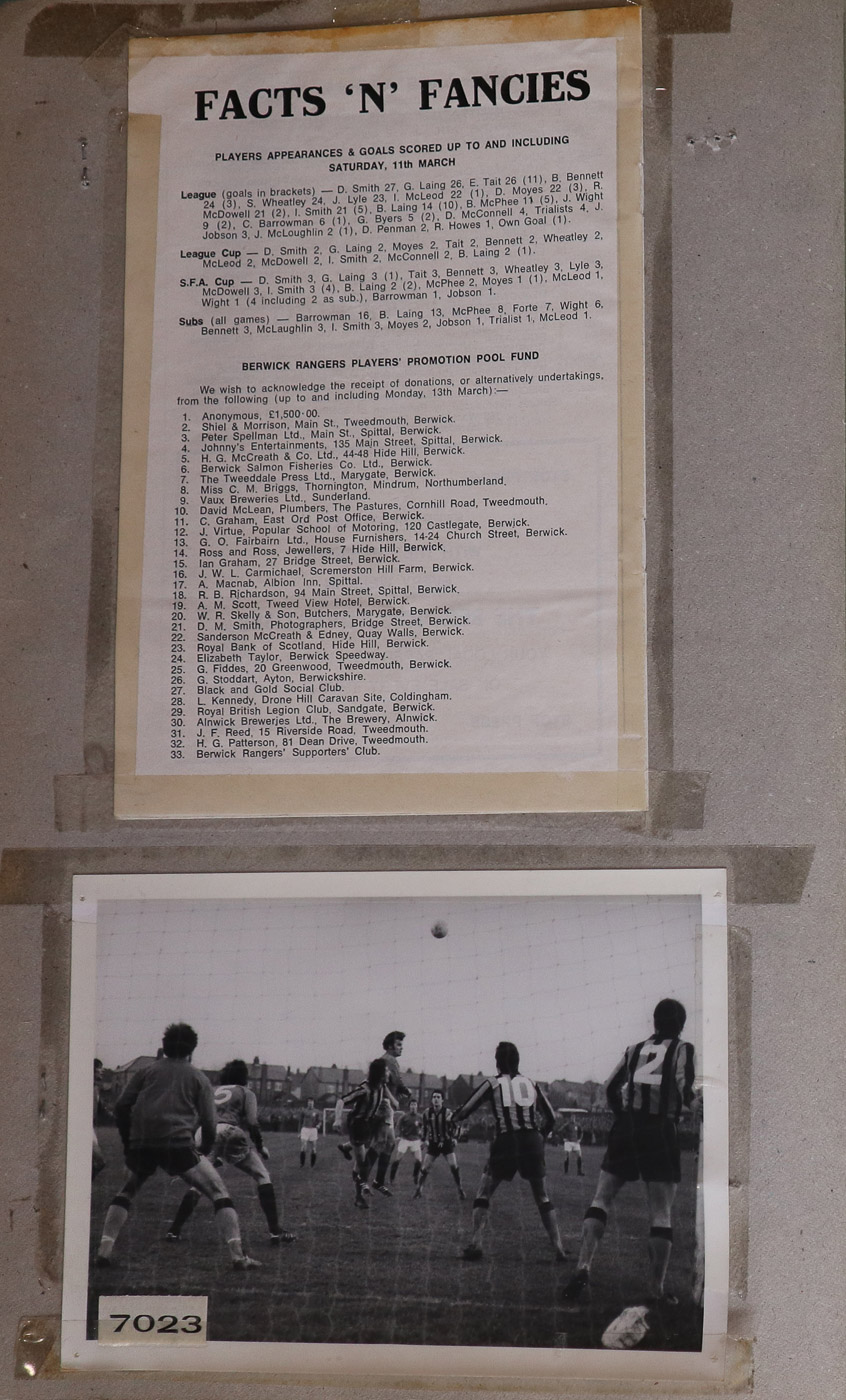 FACTS 'N' FANCIES
PLAYERS APPEARANCES & GOALS SCORED UP TO AND INCLUDING
SATURDAY, 11th MARCH
League (goals in brackets) — D. Smith 27, G. Laing 26, E. Tait 26 (11), B. Bennett
24 (3), S. Wheatley 24, J. Lyle 23, I. McLeod 22 (1), D. Moyes 22 (3), R.
McDowell 21 (2), I. Smith 21 (5), B. Laing 14 (10), B. McPhee 11 (5), J. Wight
9 (2), C. Barrowman 6 (1), G. Byers 5 (2), D. McConnell 4, Trialists 4, J.
Jobson 3, J. McLoughlin 2 (1), D. Penman 2, R. Howes 1, Own Goal (1).
League Cup — D. Smith 2, G. Laing 2, Moyes 2, Tait 2, Bennett 2, Wheatley 2,
McLeod 2, McDowell 2, I. Smith 2, McConnell 2, B. Laing 2 (1).
S.F.A. Cup — D. Smith 3, G. Laing 3 (1), Tait 3, Bennett 3, Wheatley 3, Lyle 3,
McDowell 3, I. Smith 3 (4), B. Laing 2 (2), McPhee 2, Moyes 1 (1), McLeod 1,
Wight 1 (4 including 2 as sub.), Barrowman 1, Jobson 1.
Subs (all games) — Barrowman 16, B. Laing 13, McPhee 8, Forte 7, Wight 6,
Bennett 3, McLaughlin 3, I. Smith 3, Moyes 2, Jobson 1, Trialist 1, McLeod 1.
BERWICK RANGERS PLAYERS' PROMOTION POOL FUND
We wish to acknowledge the receipt of donations, or alternatively undertakings,
from the following (up to and including Monday, 13th March):—
1. Anonymous, £1,500·00.
2. Shiel & Morrison, Main St., Tweedmouth, Berwick.
3. Peter Spellman Ltd., Main St., Spittal, Berwick.
4. Johnny's Entertainments, 135 Main Street, Spittal, Berwick.
5. H. G. McCreath & Co. Ltd., 44-48 Hide Hill, Berwick.
6. Berwick Salmon Fisheries Co. Ltd., Berwick.
7. The Tweeddale Press Ltd., Marygate, Berwick.
8. Miss C. M. Briggs, Thornington, Mindrum, Northumberland.
9. Vaux Breweries Ltd., Sunderland.
10. David McLean, Plumbers, The Pastures, Cornhill Road, Tweedmouth.
11. C. Graham, East Ord Post Office, Berwick.
12. J. Virtue, Popular School of Motoring, 120 Castlegate, Berwick.
13. G. O. Fairbairn Ltd., House Furnishers, 14-24 Church Street, Berwick.
14. Ross and Ross, Jewellers, 7 Hide Hill, Berwick.
15. Ian Graham, 27 Bridge Street, Berwick.
16. J. W. L. Carmichael, Scremerston Hill Farm, Berwick.
17. A. Macnab, Albion Inn, Spittal.
18. R. B. Richardson, 94 Main Street, Spittal, Berwick.
19. A. M. Scott, Tweed View Hotel, Berwick.
20. W. R. Skelly & Son, Butchers, Marygate, Berwick.
21. D. M. Smith, Photographers, Bridge Street, Berwick.
22. Sanderson McCreath & Edney, Quay Walls, Berwick.
23. Royal Bank of Scotland, Hide Hill, Berwick.
24. Elizabeth Taylor, Berwick Speedway.
25. G. Fiddes, 20 Greenwood, Tweedmouth, Berwick.
26. G. Stoddart, Ayton, Berwickshire.
27. Black and Gold Social Club.
28. L. Kennedy, Drone Hill Caravan Site, Coldingham.
29. Royal British Legion Club, Sandgate, Berwick.
30. Alnwick Breweries Ltd., The Brewery, Alnwick.
31. J. F. Reed, 15 Riverside Road, Tweedmouth.
32. H. G. Patterson, 81 Dean Drive, Tweedmouth.
33. Berwick Rangers' Supporters' Club.
2
10
7023